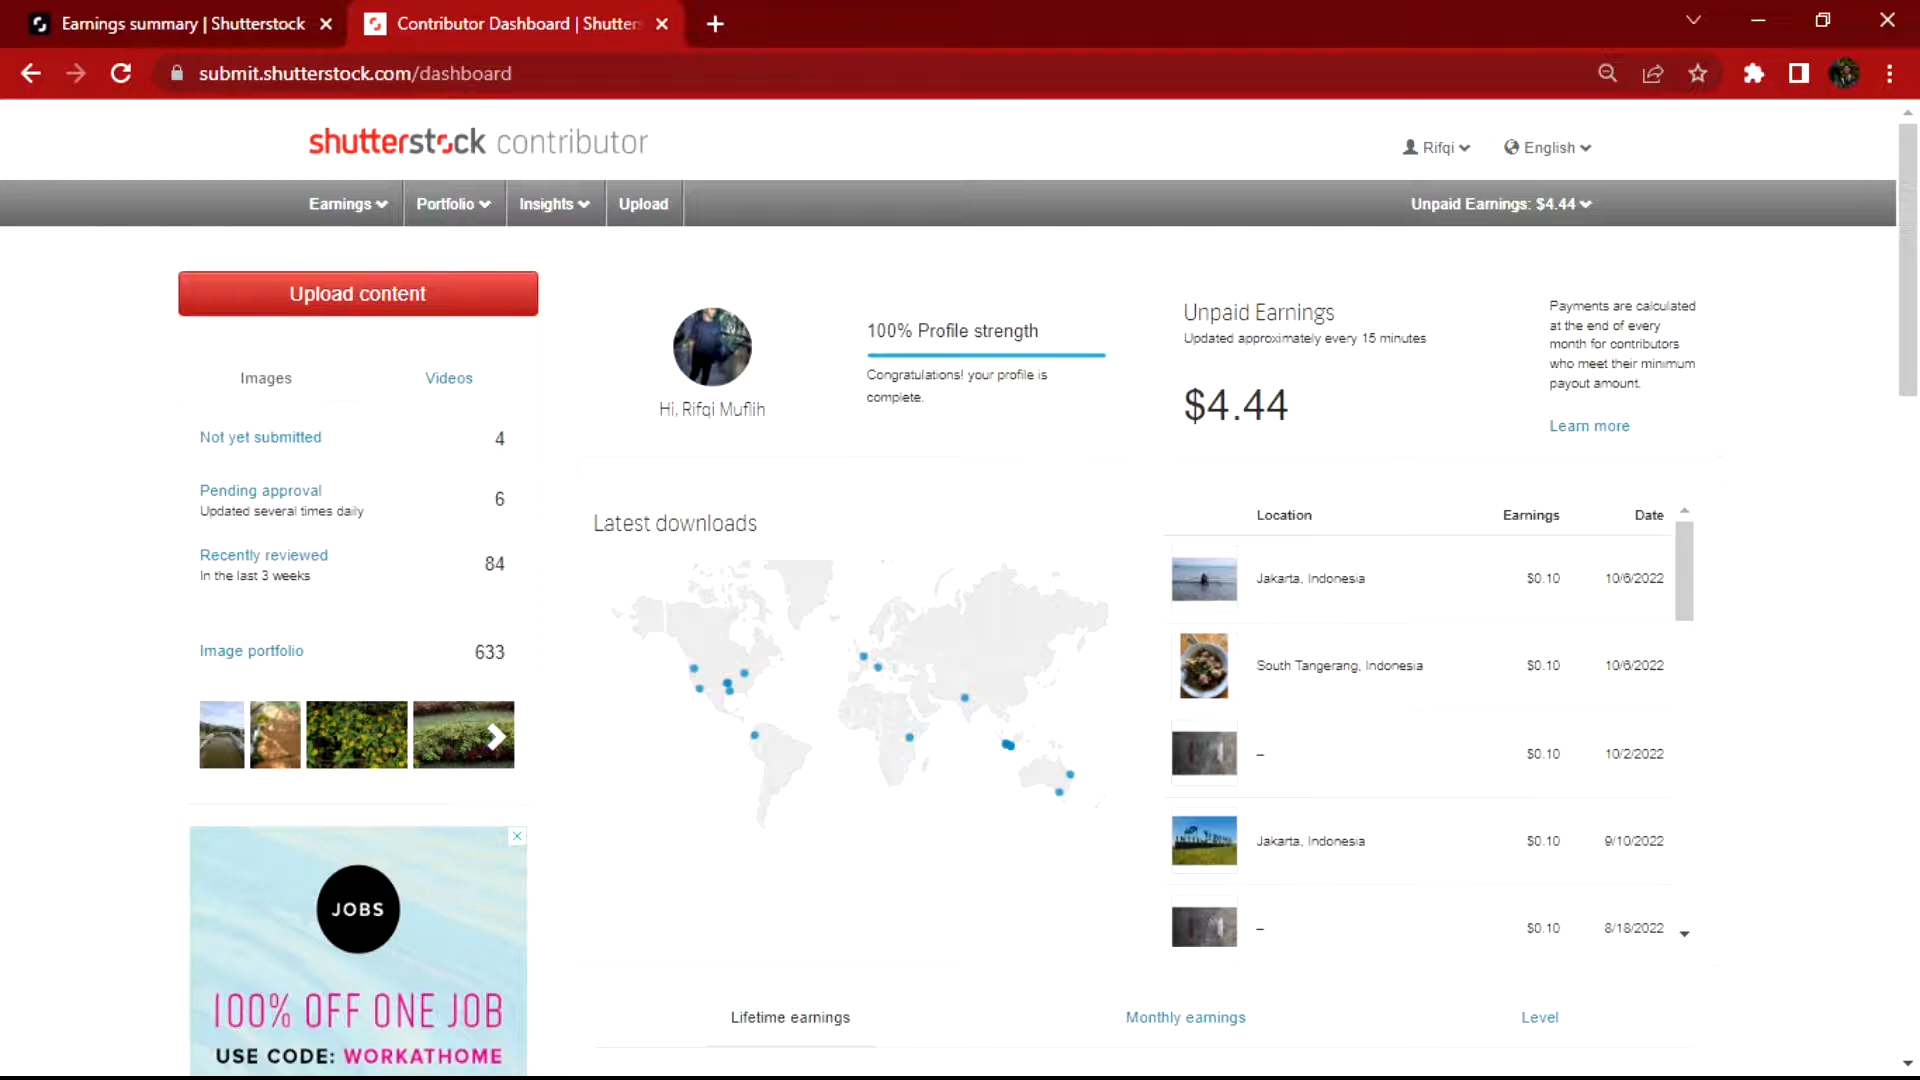 Earnings summary | Shutterstock
Contributor Dashboard | Shutter
submit.shutterstock.com/dashboard
shutterstock contributor
Rifqi
English
Earnings
Portfolio
Insights
Upload
Unpaid Earnings: $4.44
Upload content
Images
Videos
Not yet submitted
4
Pending approval
6
Updated several times daily
Recently reviewed
84
In the last 3 weeks
Image portfolio
633
Hi, Rifqi Muflih
100% Profile strength
Congratulations! your profile is
complete.
Unpaid Earnings
Updated approximately every 15 minutes
$4.44
Payments are calculated
at the end of every
month for contributors
who meet their minimum
payout amount.
Learn more
Latest downloads
Location Earnings Date
Jakarta, Indonesia $0.10 10/6/2022
South Tangerang, Indonesia $0.10 10/6/2022
– $0.10 10/2/2022
Jakarta, Indonesia $0.10 9/10/2022
– $0.10 8/18/2022
JOBS
100% OFF ONE JOB
USE CODE: WORKATHOME
Lifetime earnings
Monthly earnings
Level